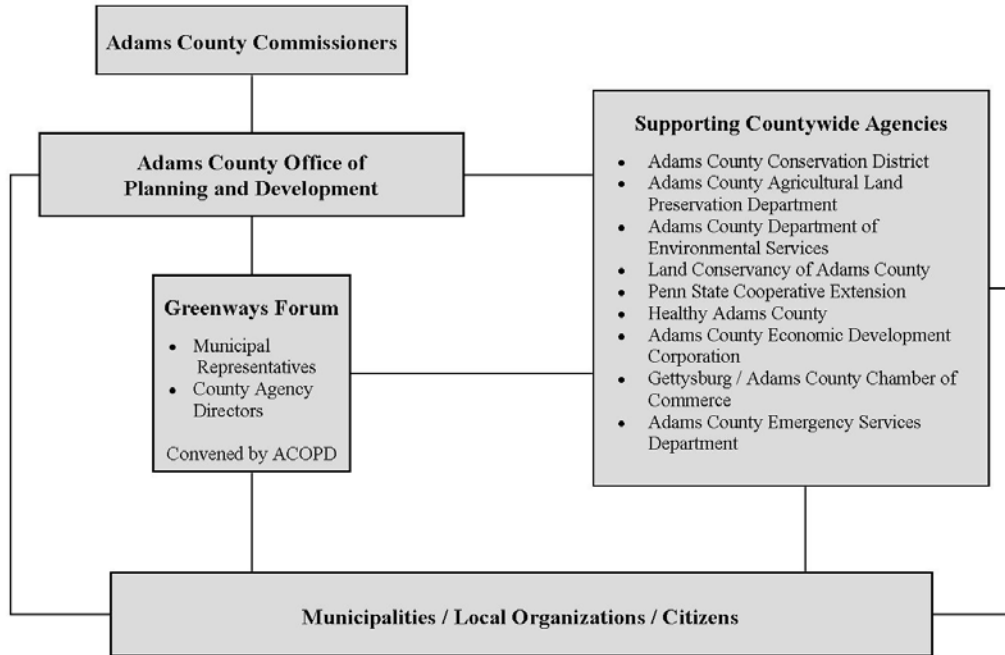 Adams County Commissioners
Adams County Office of
Planning and Development
Greenways Forum
• Municipal
Representatives
• County Agency
Directors
Convened by ACOPD
Supporting Countywide Agencies
• Adams County Conservation District
• Adams County Agricultural Land
Preservation Department
• Adams County Department of
Environmental Services
• Land Conservancy of Adams County
• Penn State Cooperative Extension
• Healthy Adams County
• Adams County Economic Development
Corporation
• Gettysburg / Adams County Chamber of
Commerce
• Adams County Emergency Services
Department
Municipalities / Local Organizations / Citizens